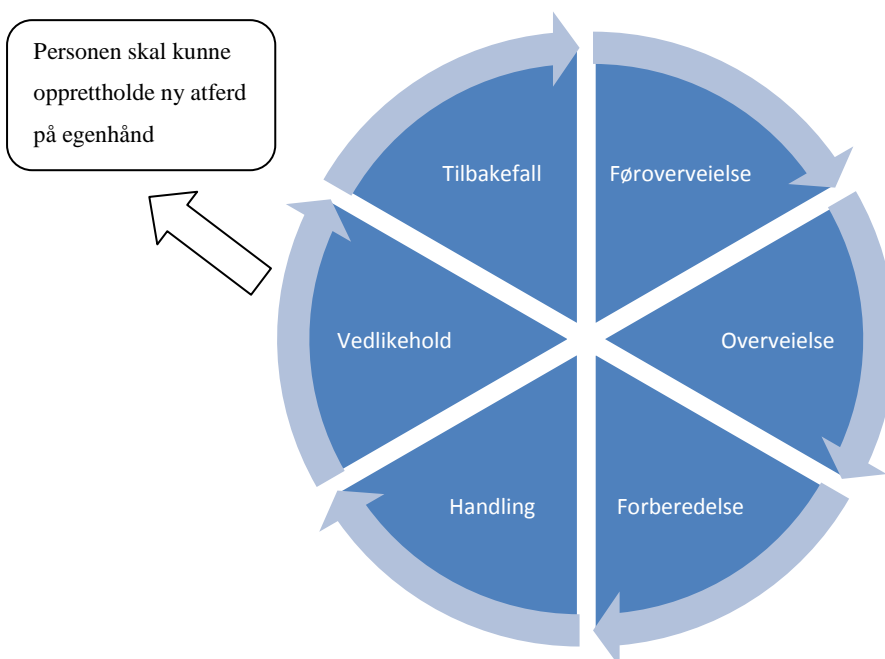 Personen skal kunne
opprettholde ny atferd
på egenhånd
Tilbakefall
Føroverveielse
Vedlikehold
Overveielse
Handling
Forberedelse